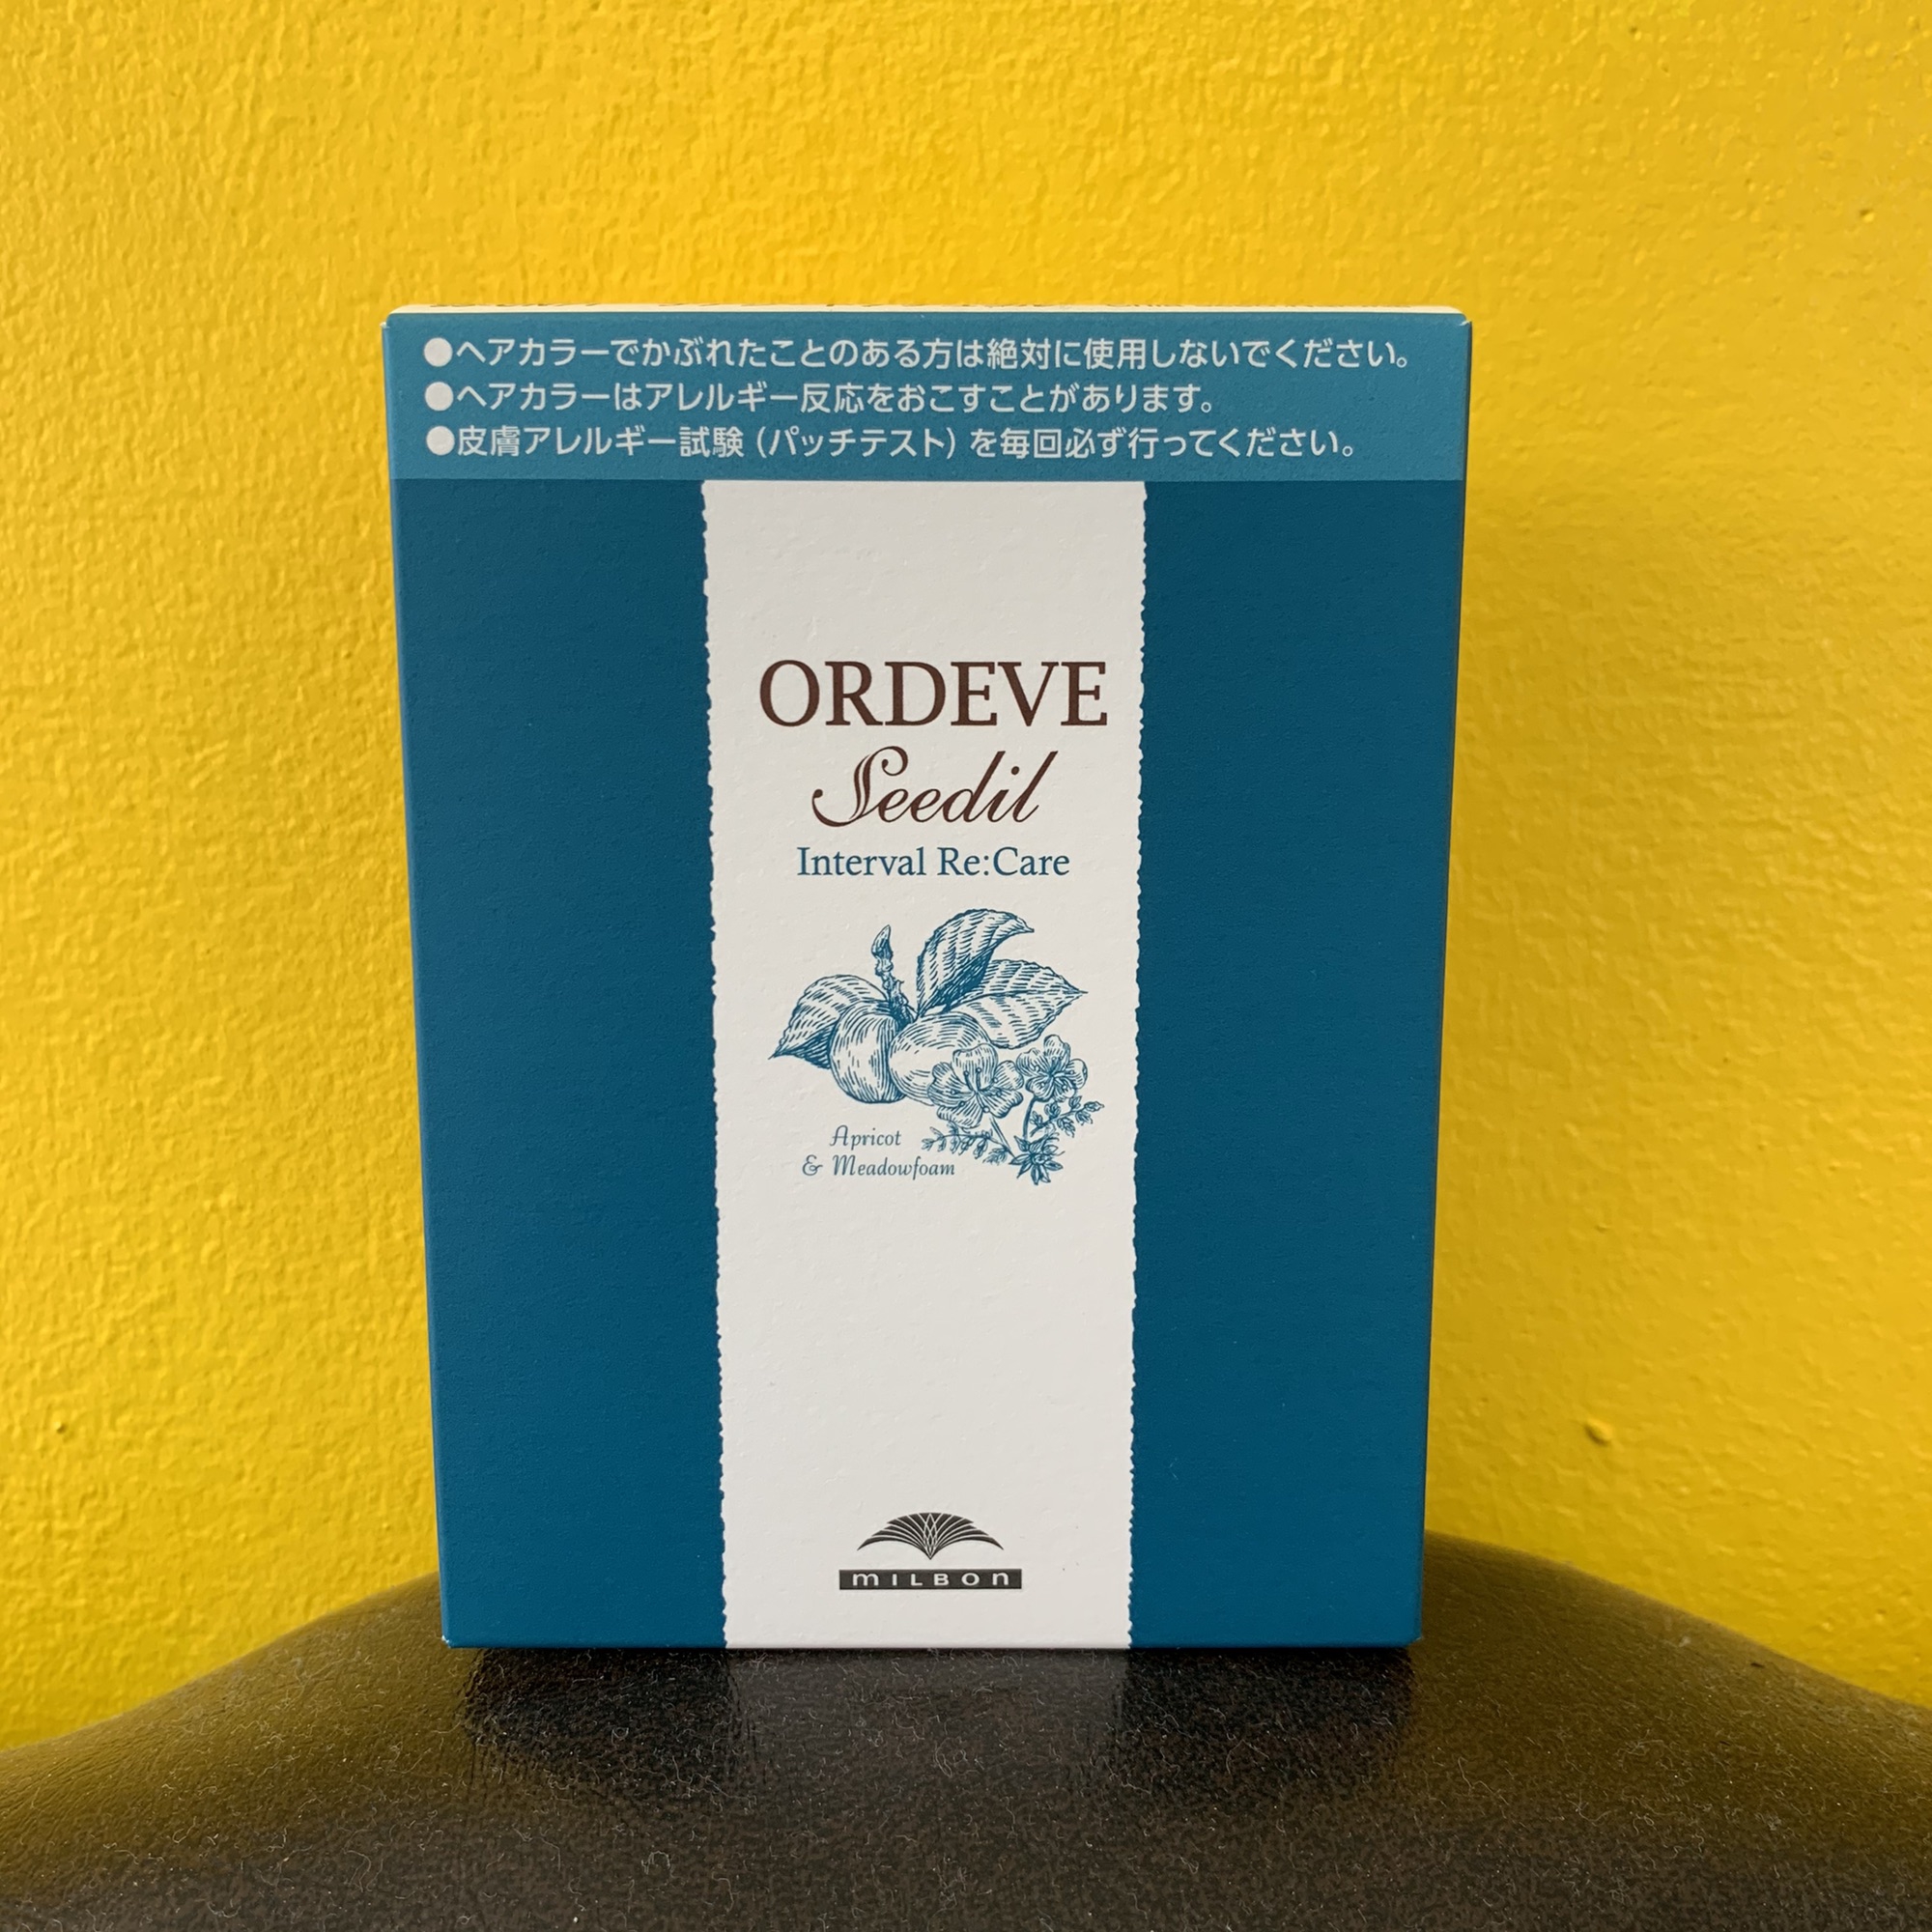 ●ヘアカラーでかぶれたことのある方は絶対に使用しないでください。
●ヘアカラーはアレルギー反応をおこすことがあります。
●皮膚アレルギー試験（パッチテスト）を毎回必ず行ってください。
ORDEVE
Seedil
Interval Re:Care
Apricot
& Meadowfoam
MILBON